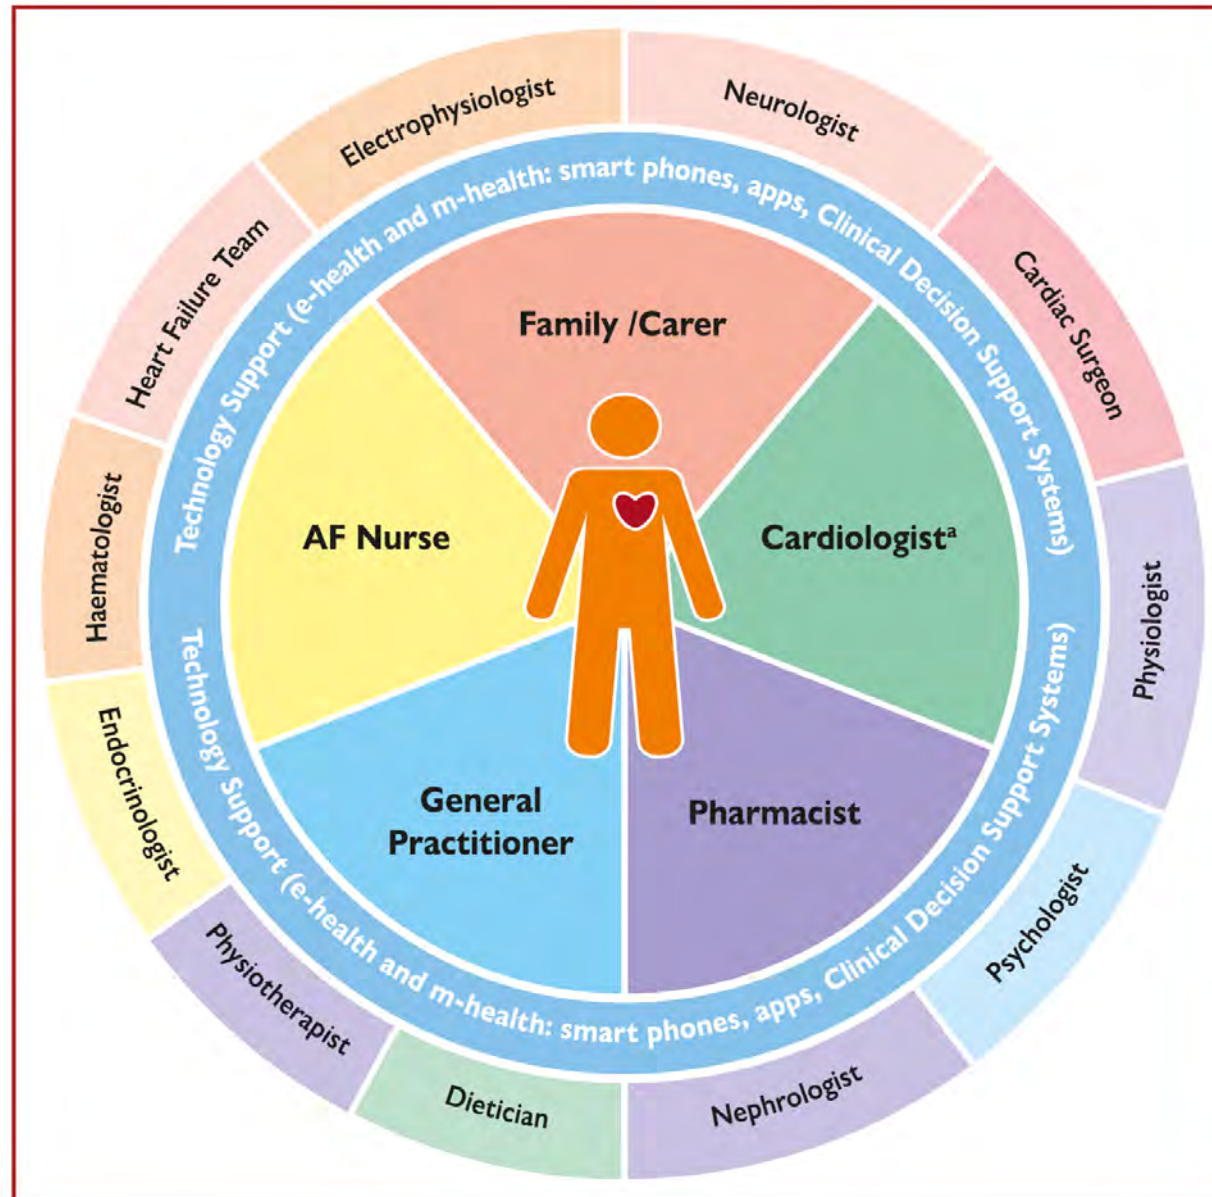 Electrophysiologist
Neurologist
Cardiac Surgeon
Physiologist
Psychologist
Nephrologist
Dietician
Physiotherapist
Endocrinologist
Haematologist
Heart Failure Team
Technology Support (e-health and m-health: smart phones, apps, Clinical Decision Support Systems)
Technology Support (e-health and m-health: smart phones, apps, Clinical Decision Support Systems)
Family /Carer
AF Nurse
Cardiologistᵃ
General
Practitioner
Pharmacist